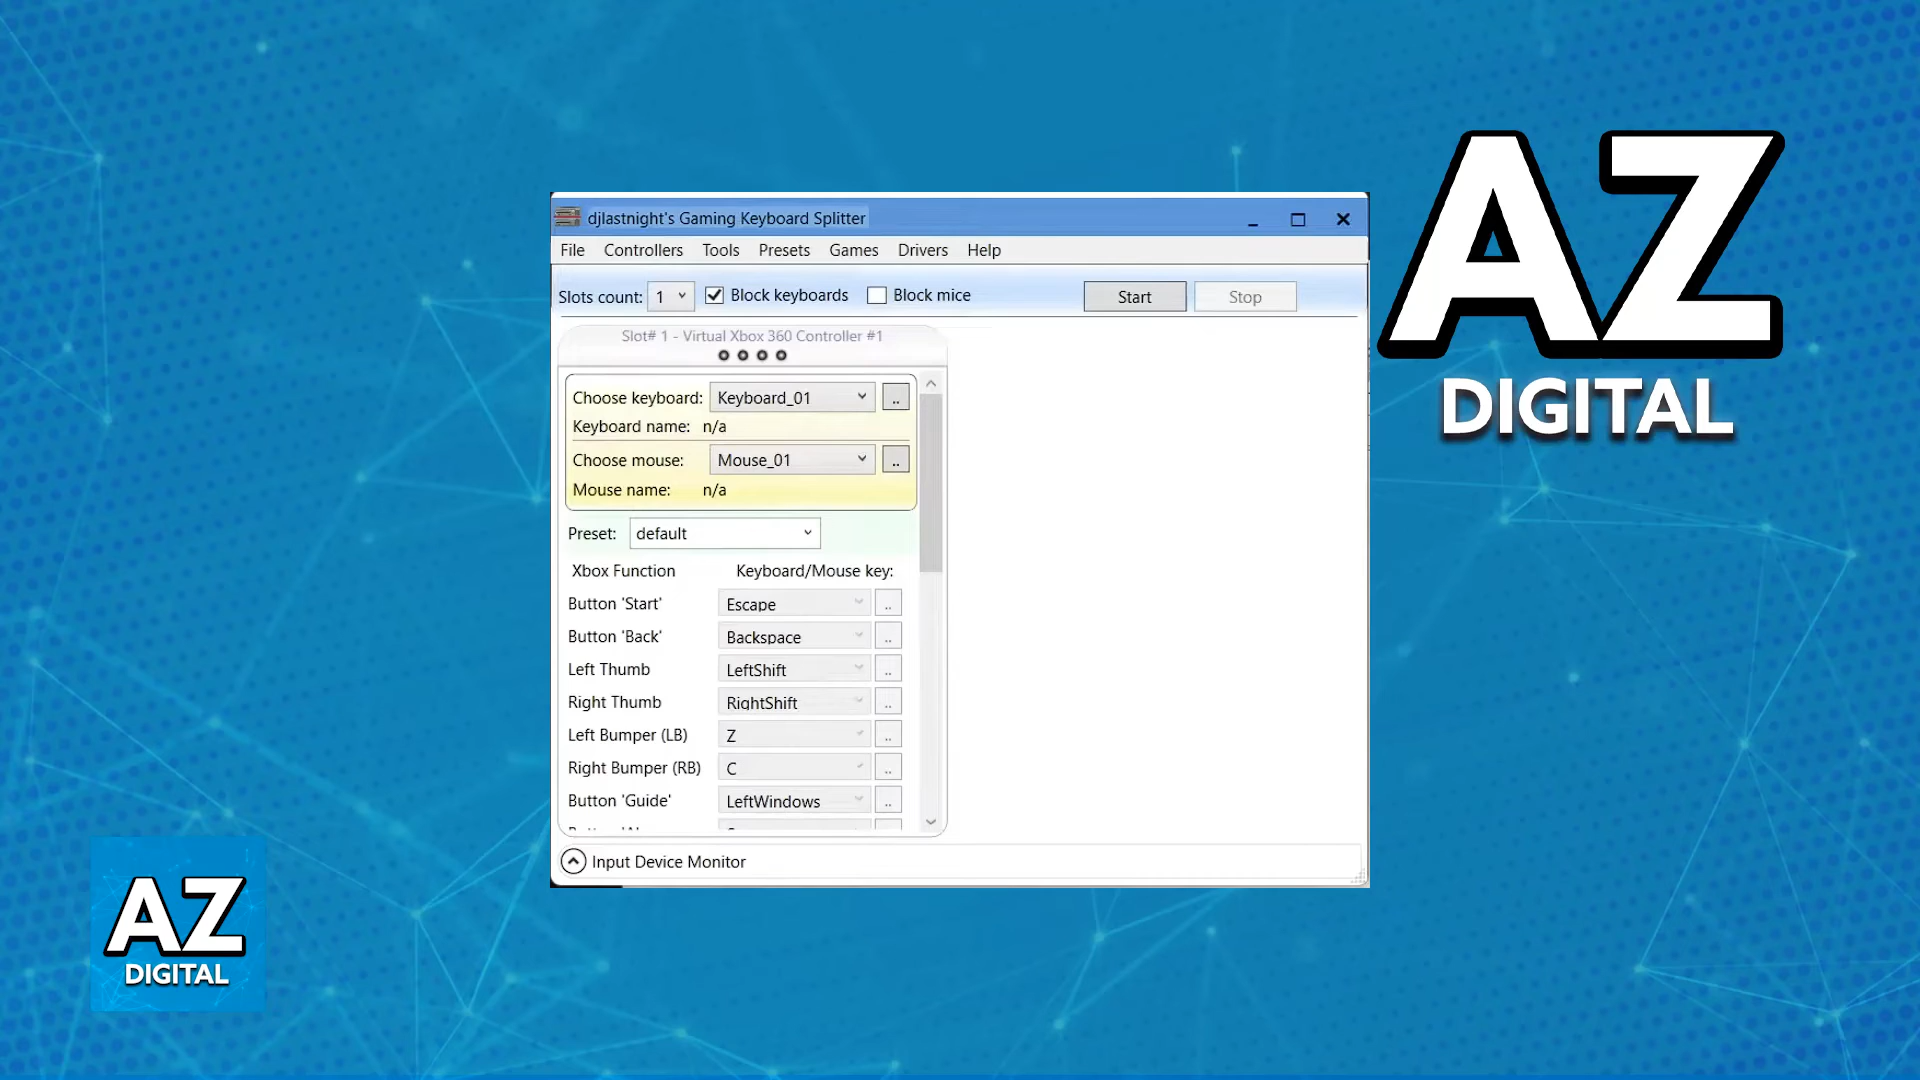 djlastnight's Gaming Keyboard Splitter
File Controllers Tools Presets Games Drivers Help
Slots count: 1 Block keyboards Block mice Start Stop
Slot# 1 - Virtual Xbox 360 Controller #1
Choose keyboard: Keyboard_01 ..
Keyboard name: n/a
Choose mouse: Mouse_01 ..
Mouse name: n/a
Preset: default
Xbox Function Keyboard/Mouse key:
Button 'Start' Escape ..
Button 'Back' Backspace ..
Left Thumb LeftShift ..
Right Thumb RightShift ..
Left Bumper (LB) Z ..
Right Bumper (RB) C ..
Button 'Guide' LeftWindows ..
Input Device Monitor
AZ
DIGITAL
AZ
DIGITAL